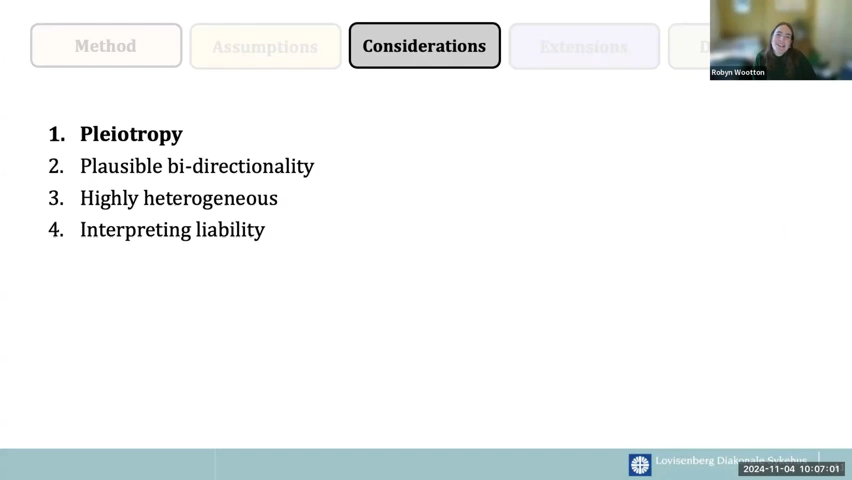 Method
Assumptions
Considerations
Extensions
D
Robyn Wootton
1. Pleiotropy
2. Plausible bi-directionality
3. Highly heterogeneous
4. Interpreting liability
Lovisenberg Diakonale Sykehus
2024-11-04 10:07:01